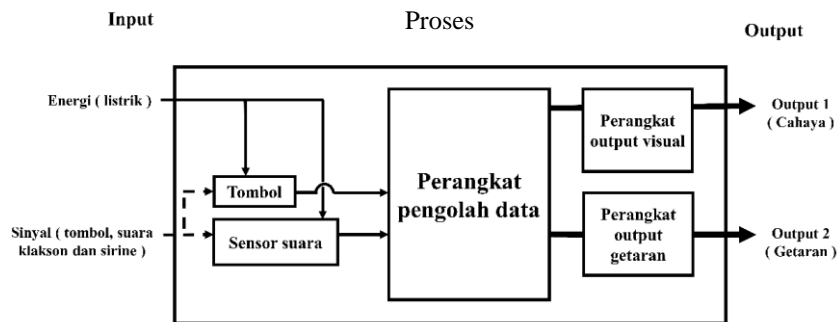 Input
Proses
Output
Energi ( listrik )
Output 1
( Cahaya )
Perangkat
output visual
Tombol
Perangkat
pengolah data
Sinyal ( tombol, suara
klakson dan sirine )
Sensor suara
Perangkat
output
getaran
Output 2
( Getaran )